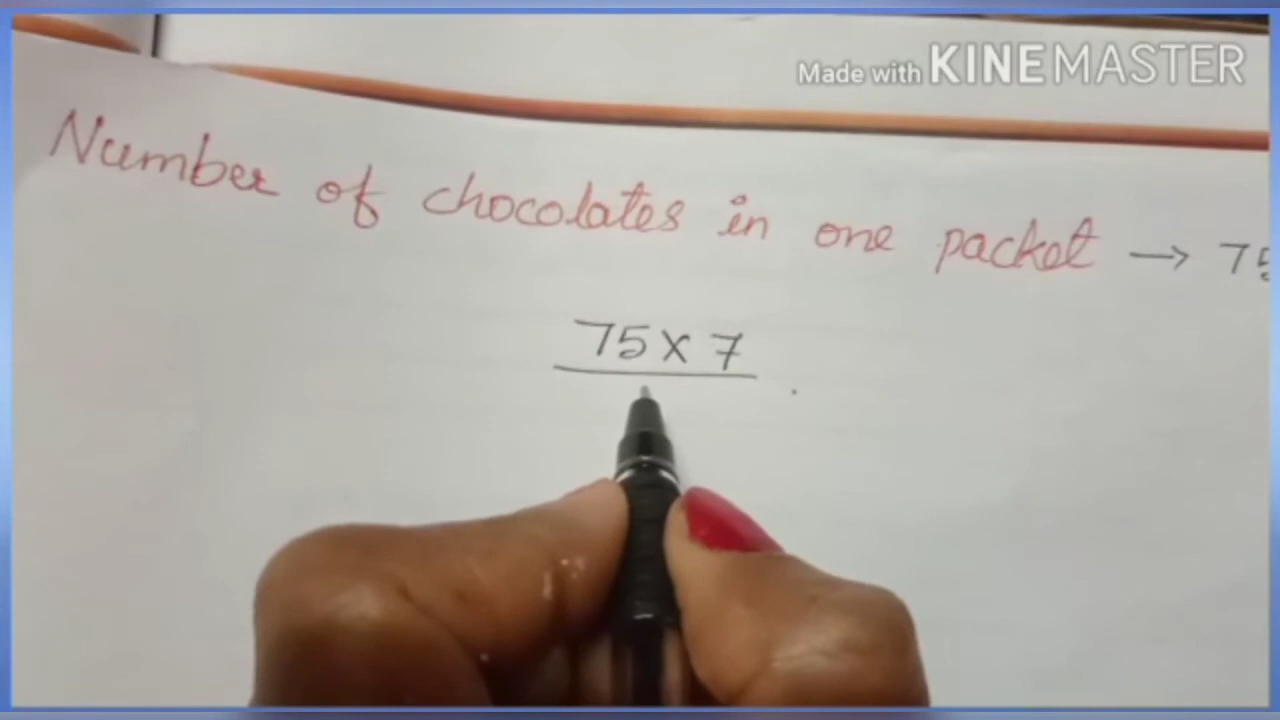 Made with KINEMASTER
Number of chocolates in one packet → 75
75 x 7